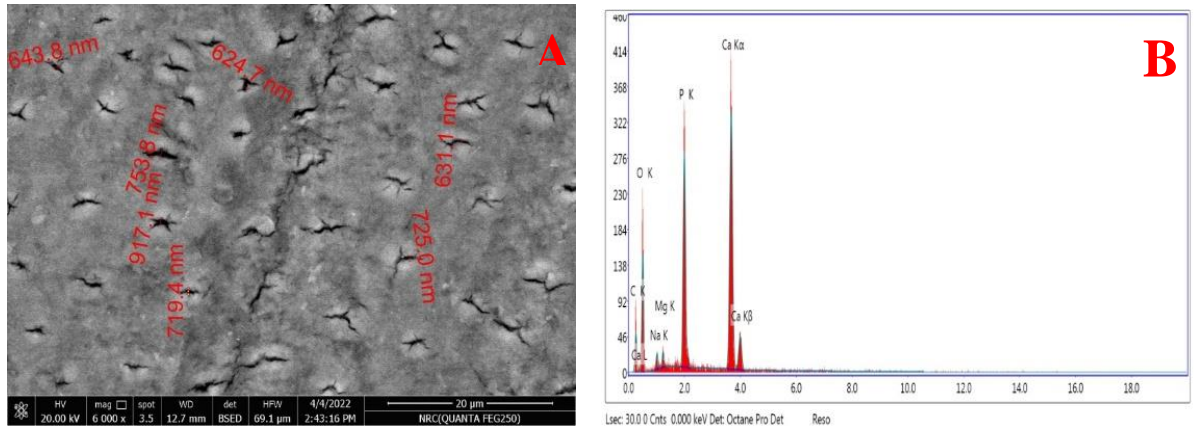 A
643.8 nm
624.7 nm
753.8 nm
631.1 nm
917.1 nm
725.0 nm
719.4 nm
HV mag □ spot WD det HFW 4/4/2022 20 µm
20.00 kV 6 000 x 3.5 12.7 mm BSED 69.1 µm 2:43:16 PM NRC(QUANTA FEG250)
B
460
414
368
322
276
230
184
138
92
46
0
Ca Kα
P K
O K
C K
Mg K
Na K
Ca L
Ca Kβ
0.0 2.0 4.0 6.0 8.0 10.0 12.0 14.0 16.0 18.0
Lsec: 30.0 0 Cnts 0.000 keV Det: Octane Pro Det Reso